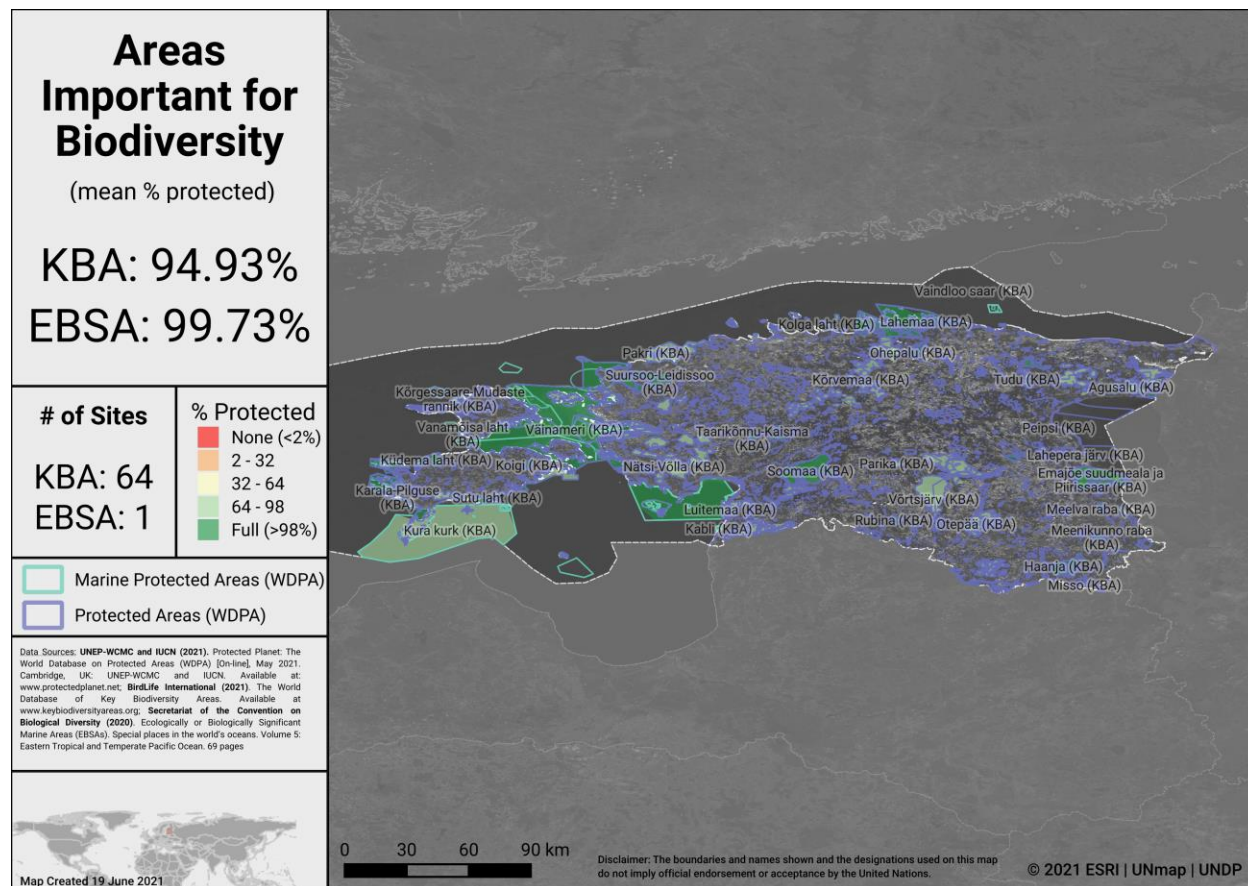 Areas
Important for
Biodiversity
(mean % protected)
KBA: 94.93%
EBSA: 99.73%
# of Sites
KBA: 64
EBSA: 1
% Protected
None (<2%)
2 - 32
32 - 64
64 - 98
Full (>98%)
Marine Protected Areas (WDPA)
Protected Areas (WDPA)
Data Sources: UNEP-WCMC and IUCN (2021). Protected Planet: The
World Database on Protected Areas (WDPA) [On-line], May 2021.
Cambridge, UK: UNEP-WCMC and IUCN. Available at:
www.protectedplanet.net; BirdLife International (2021). The World
Database of Key Biodiversity Areas. Available at
www.keybiodiversityareas.org; Secretariat of the Convention on
Biological Diversity (2020). Ecologically or Biologically Significant
Marine Areas (EBSAs). Special places in the world's oceans. Volume 5:
Eastern Tropical and Temperate Pacific Ocean. 69 pages
Map Created 19 June 2021
Vaindloo saar (KBA)
Kolga laht (KBA)
Lahemaa (KBA)
Pakri (KBA)
Ohepalu (KBA)
Suursoo-Leidissoo
(KBA)
Kõrvemaa (KBA)
Tudu (KBA)
Agusalu (KBA)
Kõrgessaare-Mudaste
rannik (KBA)
Vanamõisa laht
(KBA)
Väinameri (KBA)
Taarikõnnu-Kaisma
(KBA)
Peipsi (KBA)
Küdema laht (KBA)
Koigi (KBA)
Nätsi-Võlla (KBA)
Soomaa (KBA)
Parika (KBA)
Lahepera järv (KBA)
Emajõe suudmeala ja
Piirissaar (KBA)
Karala-Pilguse
(KBA)
Sutu laht (KBA)
Võrtsjärv (KBA)
Luitemaa (KBA)
Meelva raba (KBA)
Kura kurk (KBA)
Kabli (KBA)
Rubina (KBA)
Otepää (KBA)
Meenikunno raba
(KBA)
Haanja (KBA)
Misso (KBA)
0 30 60 90 km
Disclaimer: The boundaries and names shown and the designations used on this map
do not imply official endorsement or acceptance by the United Nations.
© 2021 ESRI | UNmap | UNDP